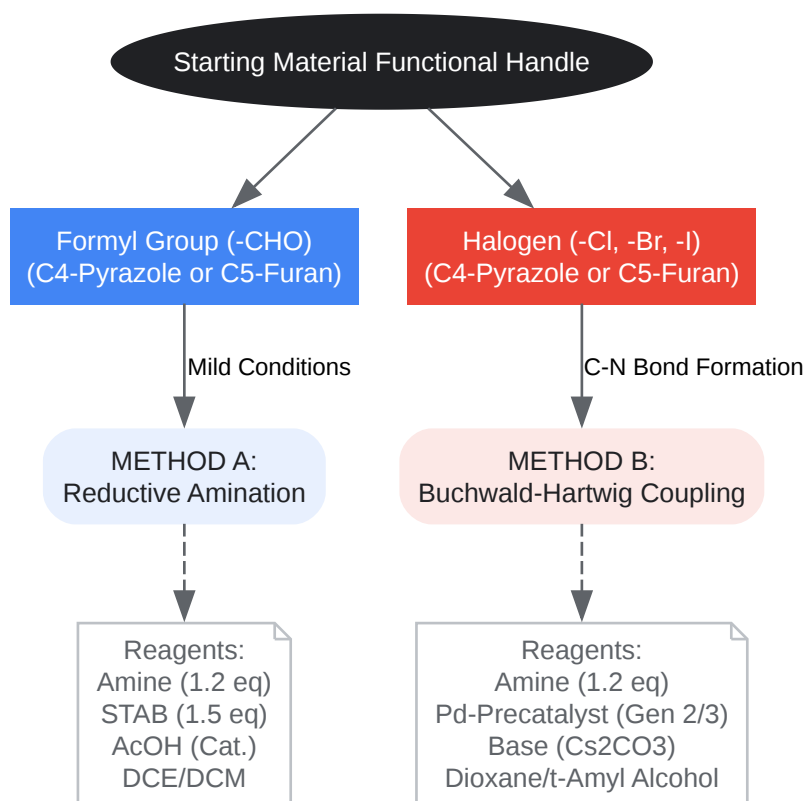 Starting Material Functional Handle
Formyl Group (-CHO)
(C4-Pyrazole or C5-Furan)
Halogen (-Cl, -Br, -I)
(C4-Pyrazole or C5-Furan)
Mild Conditions
C-N Bond Formation
METHOD A:
Reductive Amination
METHOD B:
Buchwald-Hartwig Coupling
Reagents:
Amine (1.2 eq)
STAB (1.5 eq)
AcOH (Cat.)
DCE/DCM
Reagents:
Amine (1.2 eq)
Pd-Precatalyst (Gen 2/3)
Base (Cs2CO3)
Dioxane/t-Amyl Alcohol